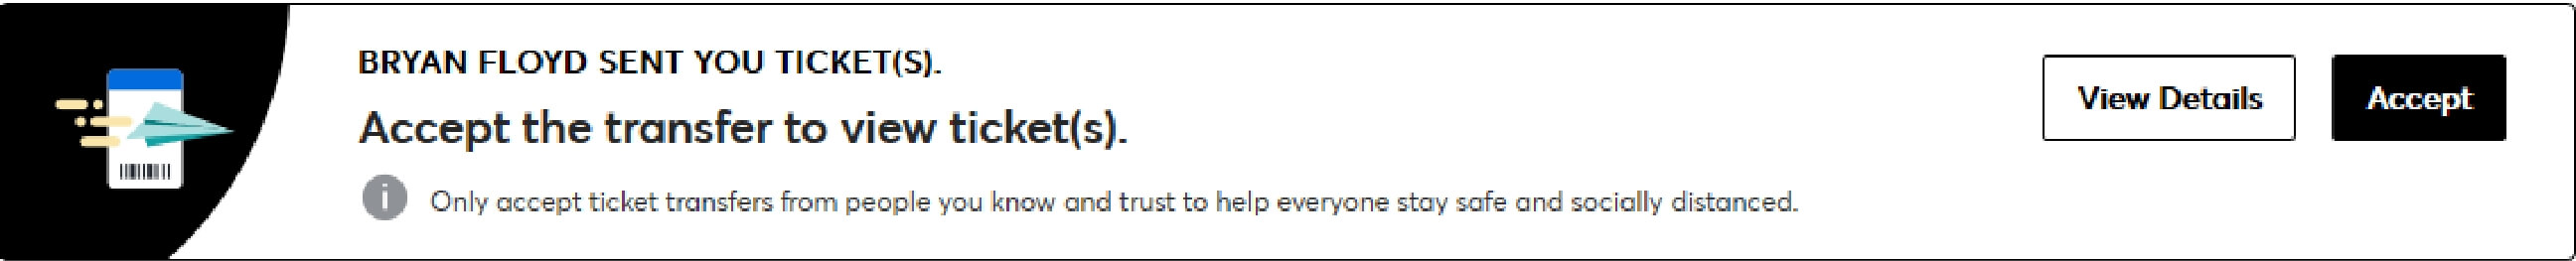 BRYAN FLOYD SENT YOU TICKET(S).
Accept the transfer to view ticket(s).
Only accept ticket transfers from people you know and trust to help everyone stay safe and socially distanced.
View Details
Accept